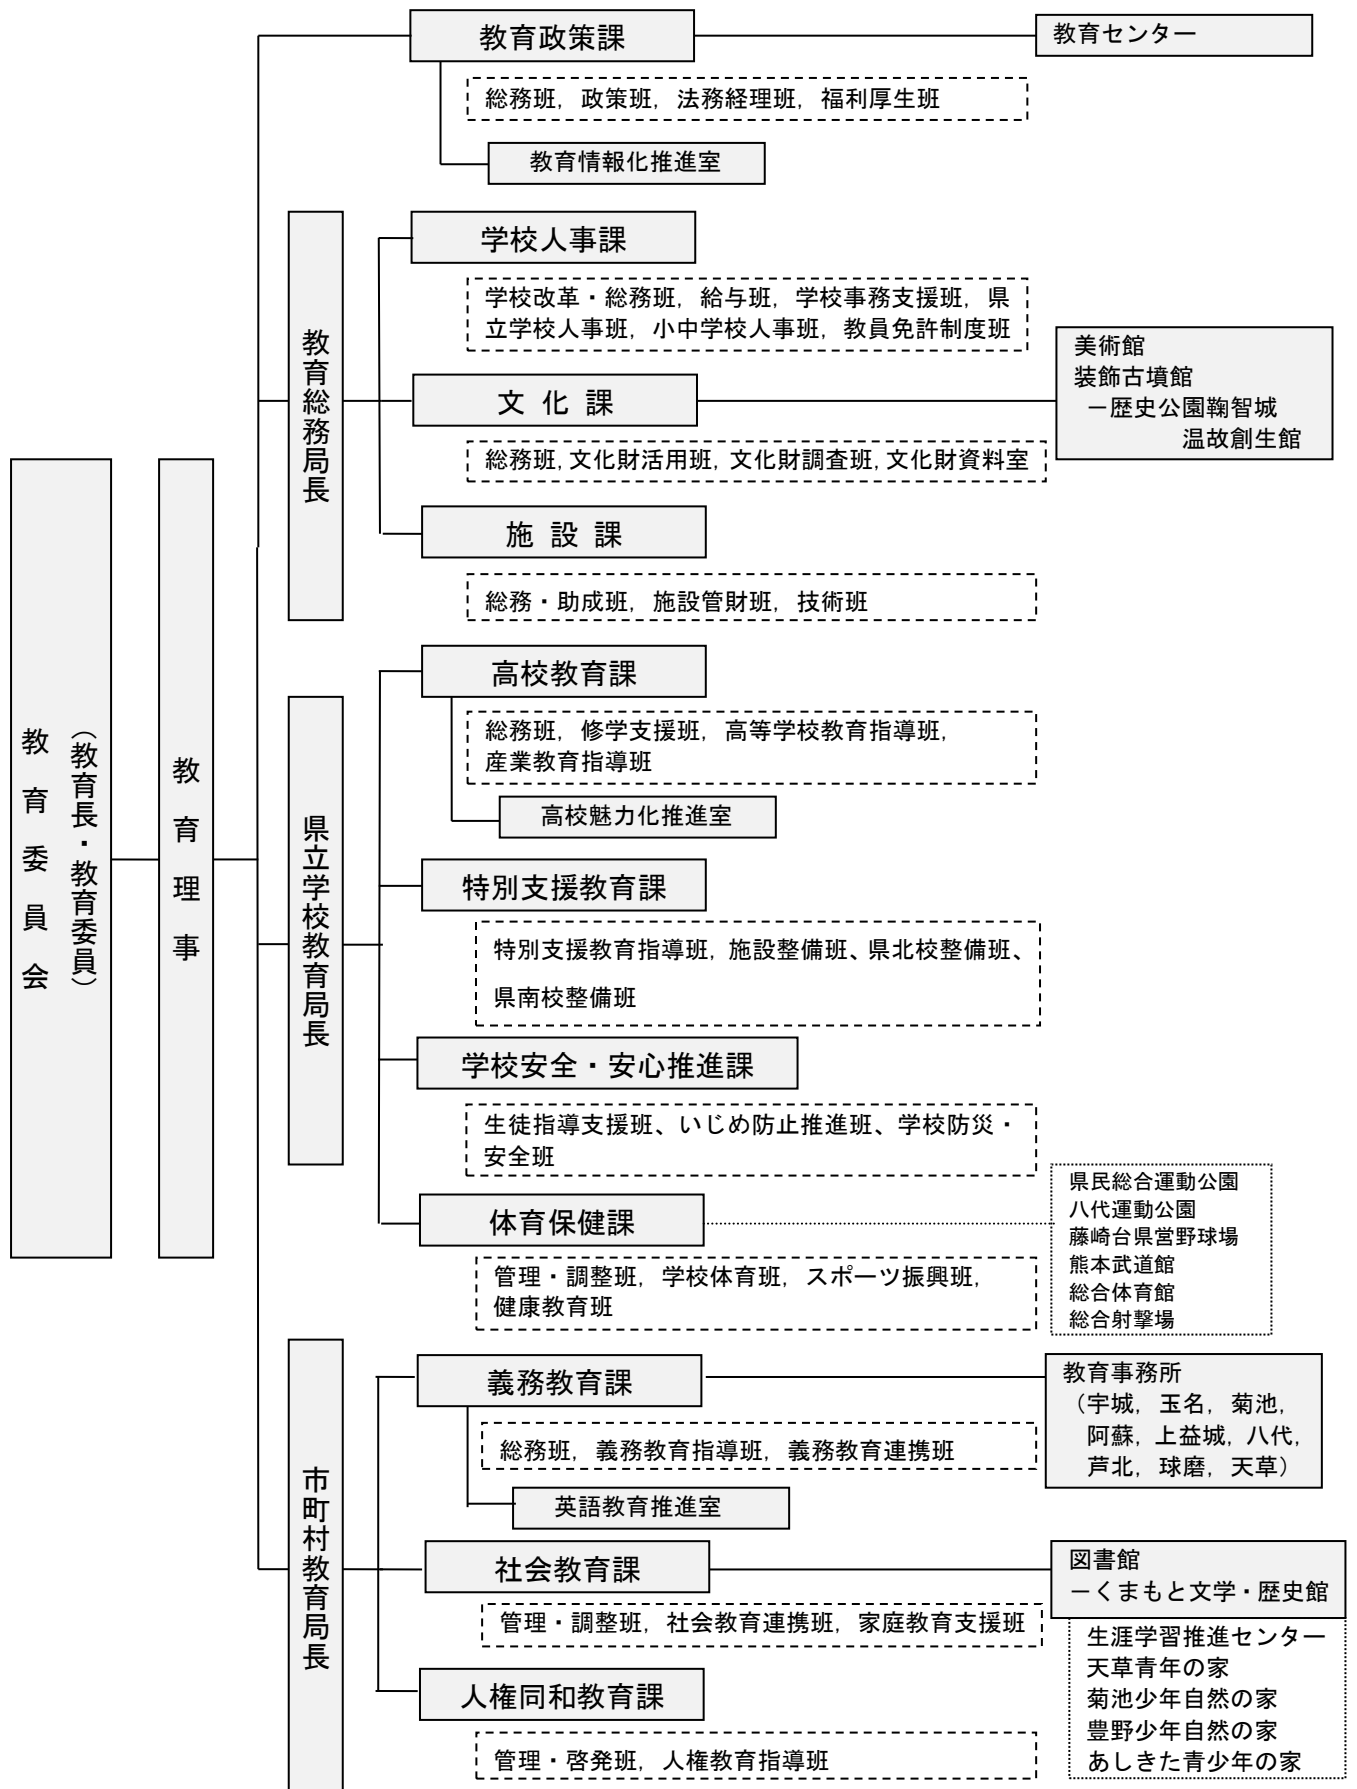 教育委員会
（教育長・教育委員）
教育理事
教育政策課
教育センター
総務班，政策班，法務経理班，福利厚生班
教育情報化推進室
教育総務局長
学校人事課
学校改革・総務班，給与班，学校事務支援班，県
立学校人事班，小中学校人事班，教員免許制度班
文化課
美術館
装飾古墳館
－歴史公園鞠智城
温故創生館
総務班，文化財活用班，文化財調査班，文化財資料室
施設課
総務・助成班，施設管財班，技術班
県立学校教育局長
高校教育課
総務班，修学支援班，高等学校教育指導班，
産業教育指導班
高校魅力化推進室
特別支援教育課
特別支援教育指導班，施設整備班、県北校整備班、
県南校整備班
学校安全・安心推進課
生徒指導支援班、いじめ防止推進班、学校防災・
安全班
体育保健課
県民総合運動公園
八代運動公園
藤崎台県営野球場
熊本武道館
総合体育館
総合射撃場
管理・調整班，学校体育班，スポーツ振興班，
健康教育班
市町村教育局長
義務教育課
教育事務所
（宇城，玉名，菊池，
阿蘇，上益城，八代，
芦北，球磨，天草）
総務班，義務教育指導班，義務教育連携班
英語教育推進室
社会教育課
図書館
－くまもと文学・歴史館
管理・調整班，社会教育連携班，家庭教育支援班
生涯学習推進センター
天草青年の家
菊池少年自然の家
豊野少年自然の家
あしきた青少年の家
人権同和教育課
管理・啓発班，人権教育指導班